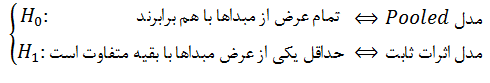 H₀: تمام عرض از مبداها با هم برابرند ⇔ Pooled مدل
H₁: حداقل یکی از عرض مبداها با بقیه متفاوت است ⇔ مدل اثرات ثابت